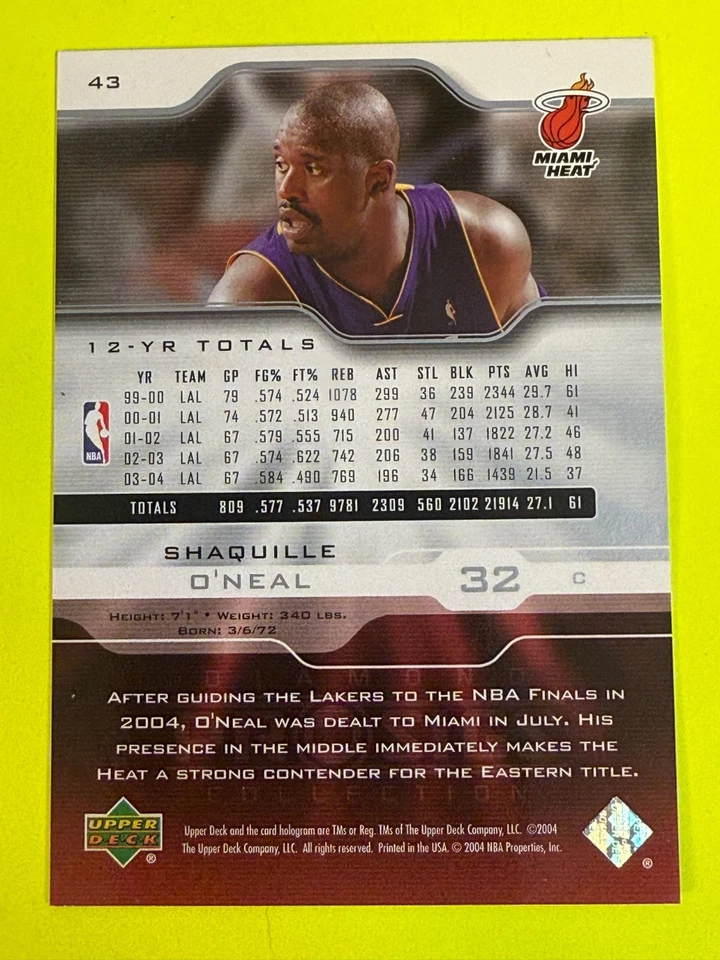 43
MIAMI
HEAT
12-YR TOTALS
YR TEAM GP FG% FT% REB AST STL BLK PTS AVG HI
99-00 LAL 79 .574 .524 1078 299 36 239 2344 29.7 61
00-01 LAL 74 .572 .513 940 277 47 204 2125 28.7 41
01-02 LAL 67 .579 .555 715 200 41 137 1822 27.2 46
02-03 LAL 67 .574 .622 742 206 38 159 1841 27.5 48
03-04 LAL 67 .584 .490 769 196 34 166 1439 21.5 37
NBA
TOTALS 809 .577 .537 9781 2309 560 2102 21914 27.1 61
SHAQUILLE
O'NEAL 32 C
HEIGHT: 7'1" • WEIGHT: 340 LBS.
BORN: 3/6/72
DIAMOND
AFTER GUIDING THE LAKERS TO THE NBA FINALS IN
2004, O'NEAL WAS DEALT TO MIAMI IN JULY. HIS
PRESENCE IN THE MIDDLE IMMEDIATELY MAKES THE
HEAT A STRONG CONTENDER FOR THE EASTERN TITLE.
COLLECTION
UPPER
DECK
®
Upper Deck and the card hologram are TMs or Reg. TMs of The Upper Deck Company, LLC. ©2004
The Upper Deck Company, LLC. All rights reserved. Printed in the USA. © 2004 NBA Properties, Inc.
®